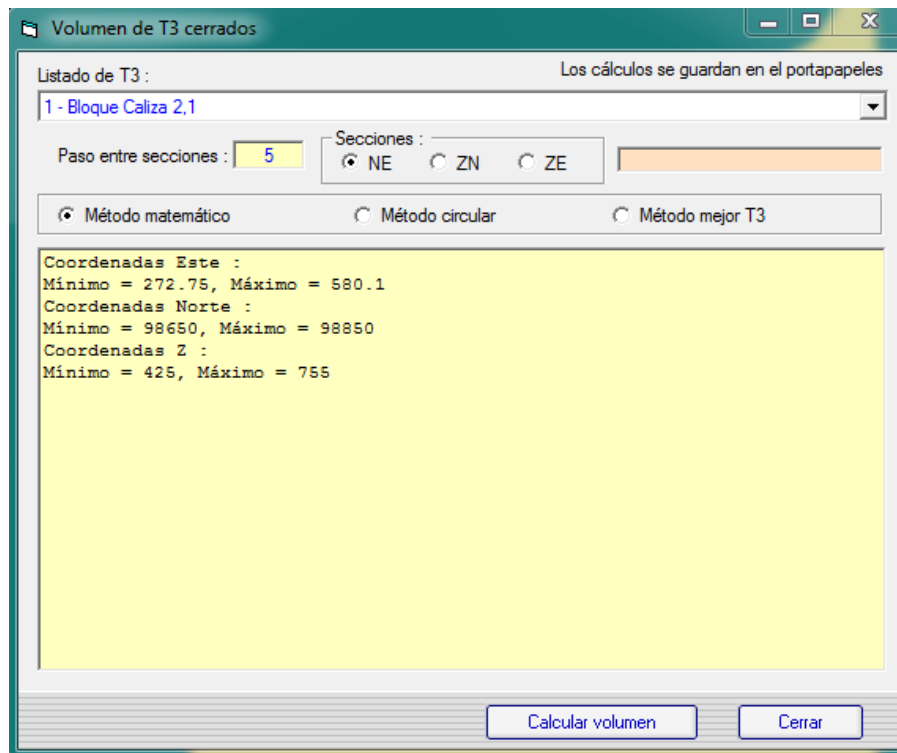 Volumen de T3 cerrados
Listado de T3 :
Los cálculos se guardan en el portapapeles
1 - Bloque Caliza 2,1
Paso entre secciones : 5
Secciones :
NE ZN ZE
Método matemático Método circular Método mejor T3
Coordenadas Este :
Mínimo = 272.75, Máximo = 580.1
Coordenadas Norte :
Mínimo = 98650, Máximo = 98850
Coordenadas Z :
Mínimo = 425, Máximo = 755
Calcular volumen Cerrar